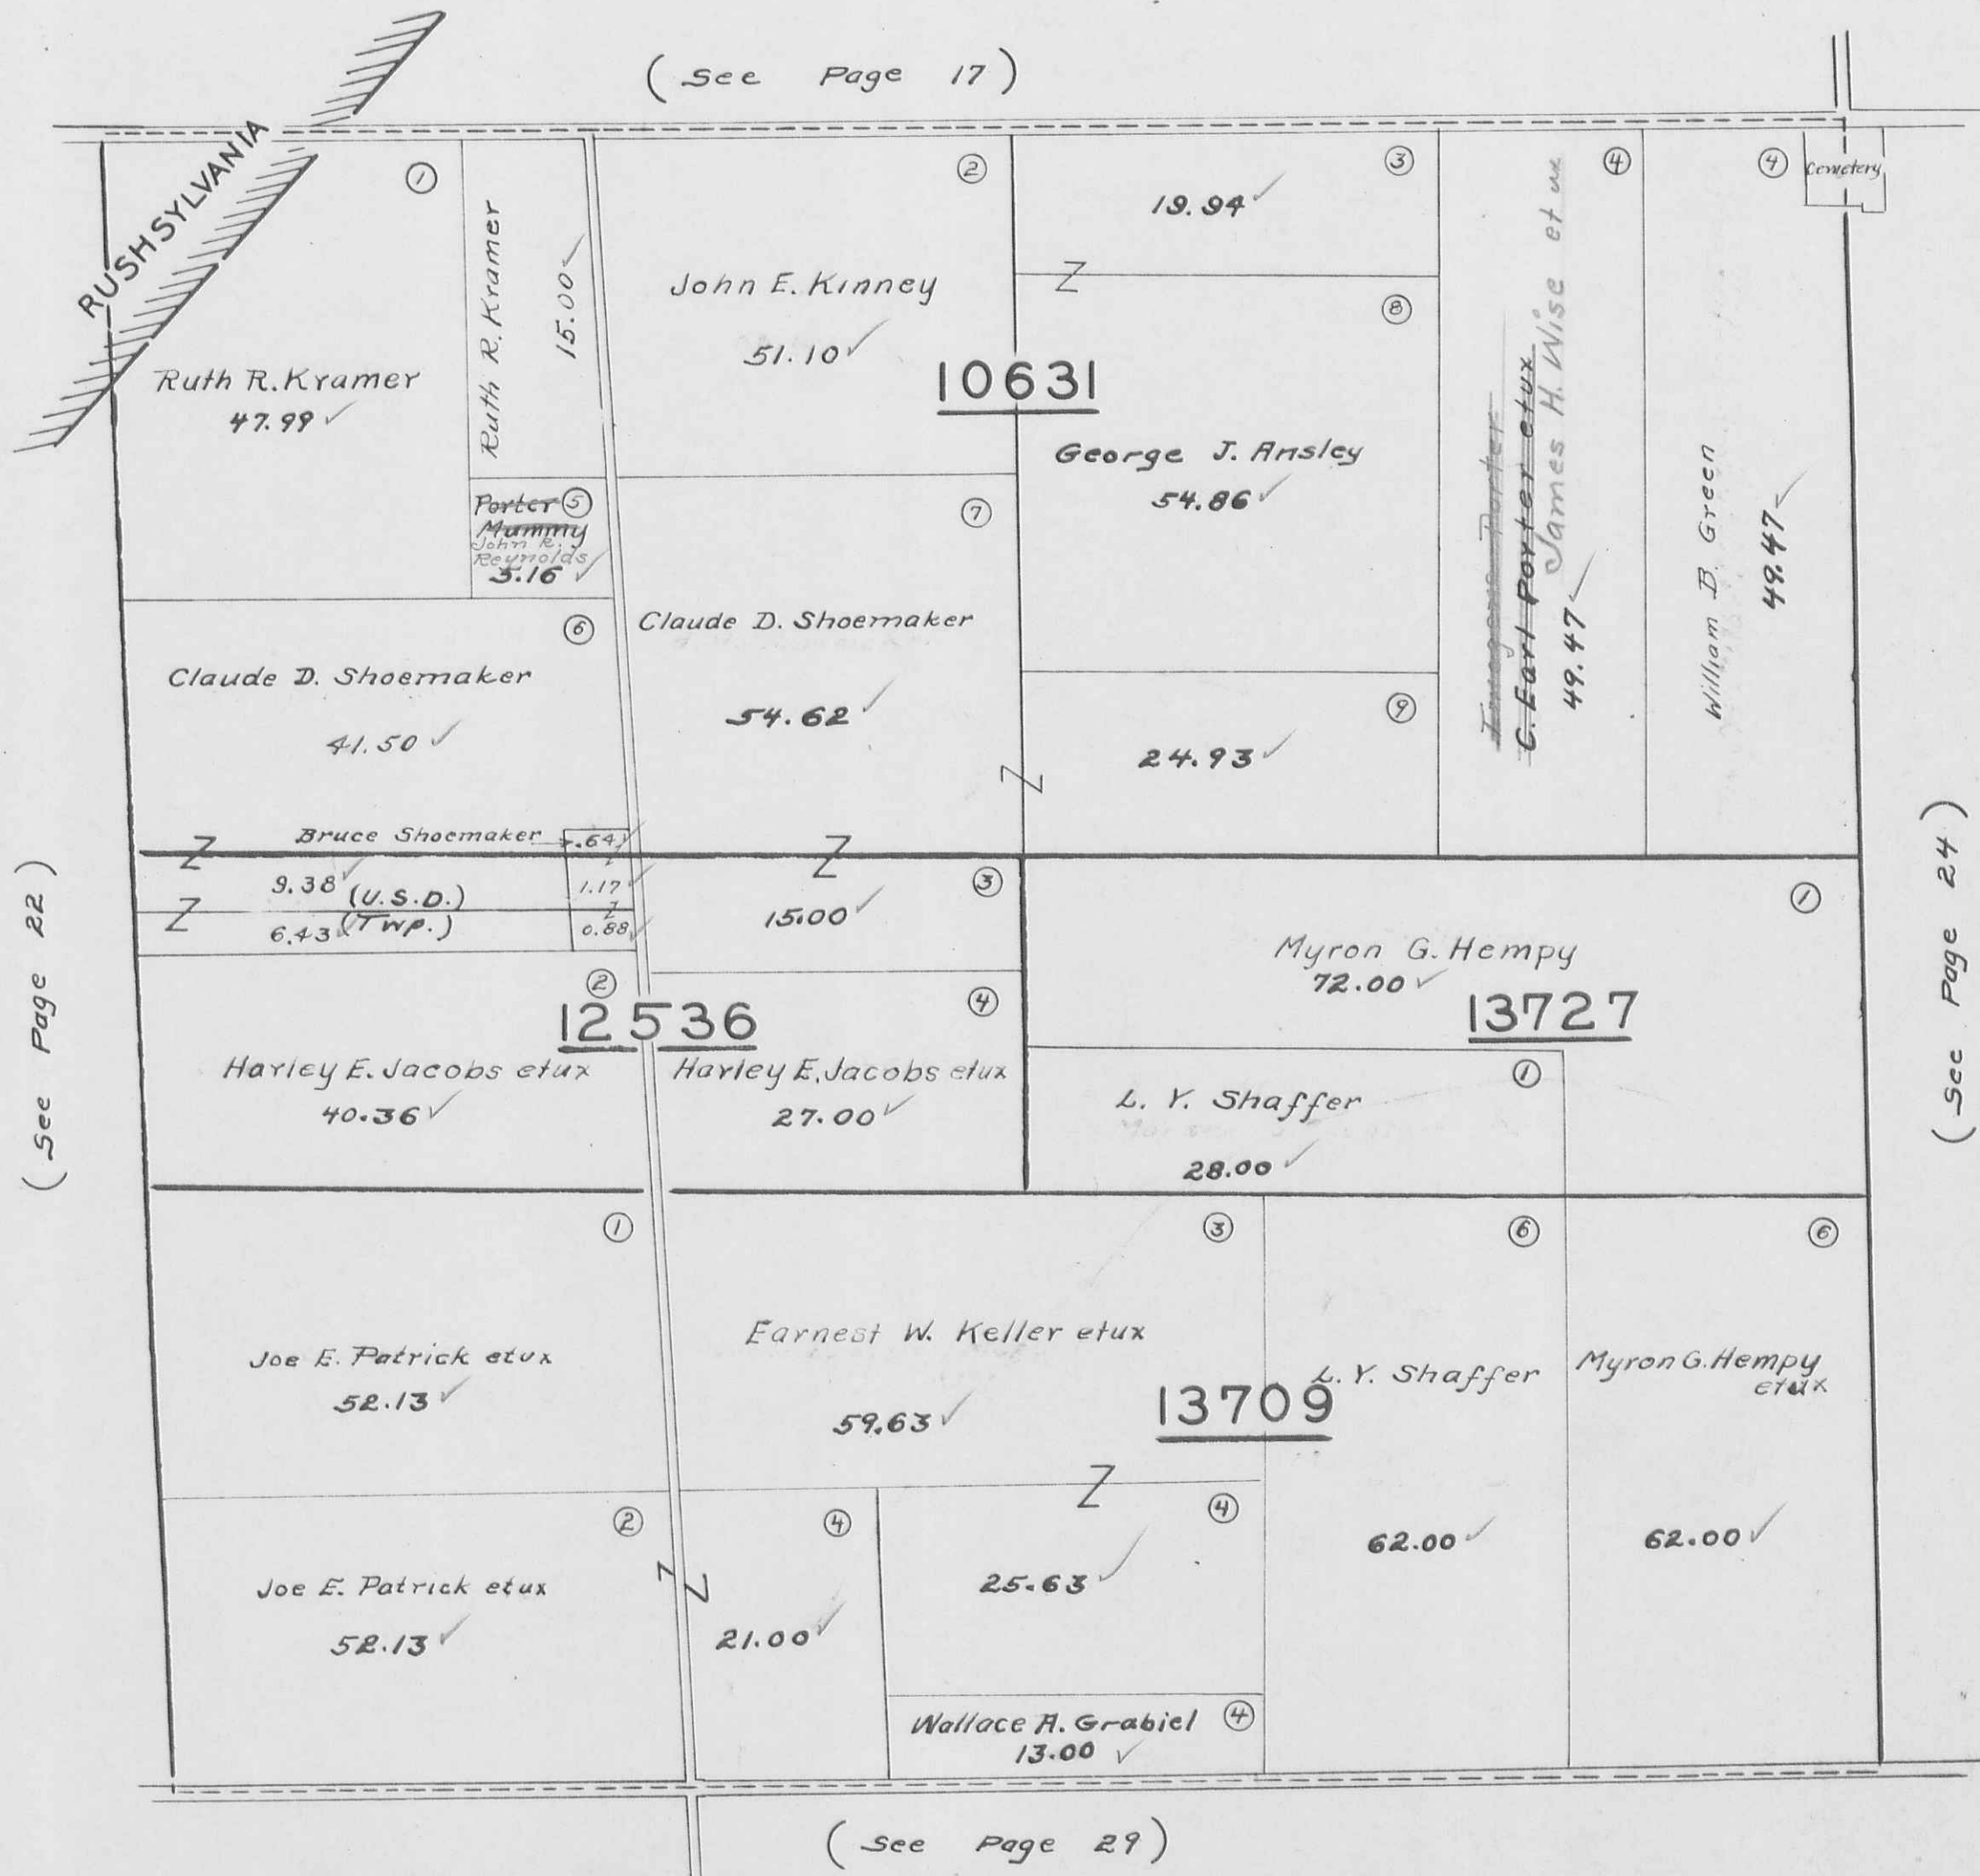 ( See Page 17 )
RUSHSYLVANIA
①
Ruth R. Kramer
47.99 ✓
Ruth R. Kramer
15.00 ✓
Porter ⑤
Mummy
John R.
Reynolds
5.16 ✓
②
John E. Kinney
51.10 ✓
③
19.94 ✓
Z
10631
⑧
George J. Ansley
54.86 ✓
④
Imogene Porter
C. Earl Porter etux
James H. Wise et ux
49.47 ✓
④
Cemetery
William B. Green
49.47 ✓
⑥
Claude D. Shoemaker
41.50 ✓
⑦
Claude D. Shoemaker
54.62 ✓
⑨
24.93 ✓
Z
Bruce Shoemaker .64 ✓
Z
Z
Z
9.38 ✓ (U.S.D.)
1.17 ✓
Z
Z
6.43 ✓ (Twp.)
0.88 ✓
③
15.00 ✓
①
Myron G. Hempy
72.00 ✓
13727
②
12536
④
Harley E. Jacobs etux
40.36 ✓
Harley E. Jacobs etux
27.00 ✓
①
L. Y. Shaffer
28.00 ✓
( See Page 22 )
( See Page 24 )
①
Joe E. Patrick etux
52.13 ✓
③
Earnest W. Keller etux
59.63 ✓
13709
Z
⑥
L. Y. Shaffer
62.00 ✓
⑥
Myron G. Hempy
etux
62.00 ✓
②
Joe E. Patrick etux
52.13 ✓
Z
④
21.00 ✓
④
25.63 ✓
Wallace A. Grabiel ④
13.00 ✓
( See Page 29 )